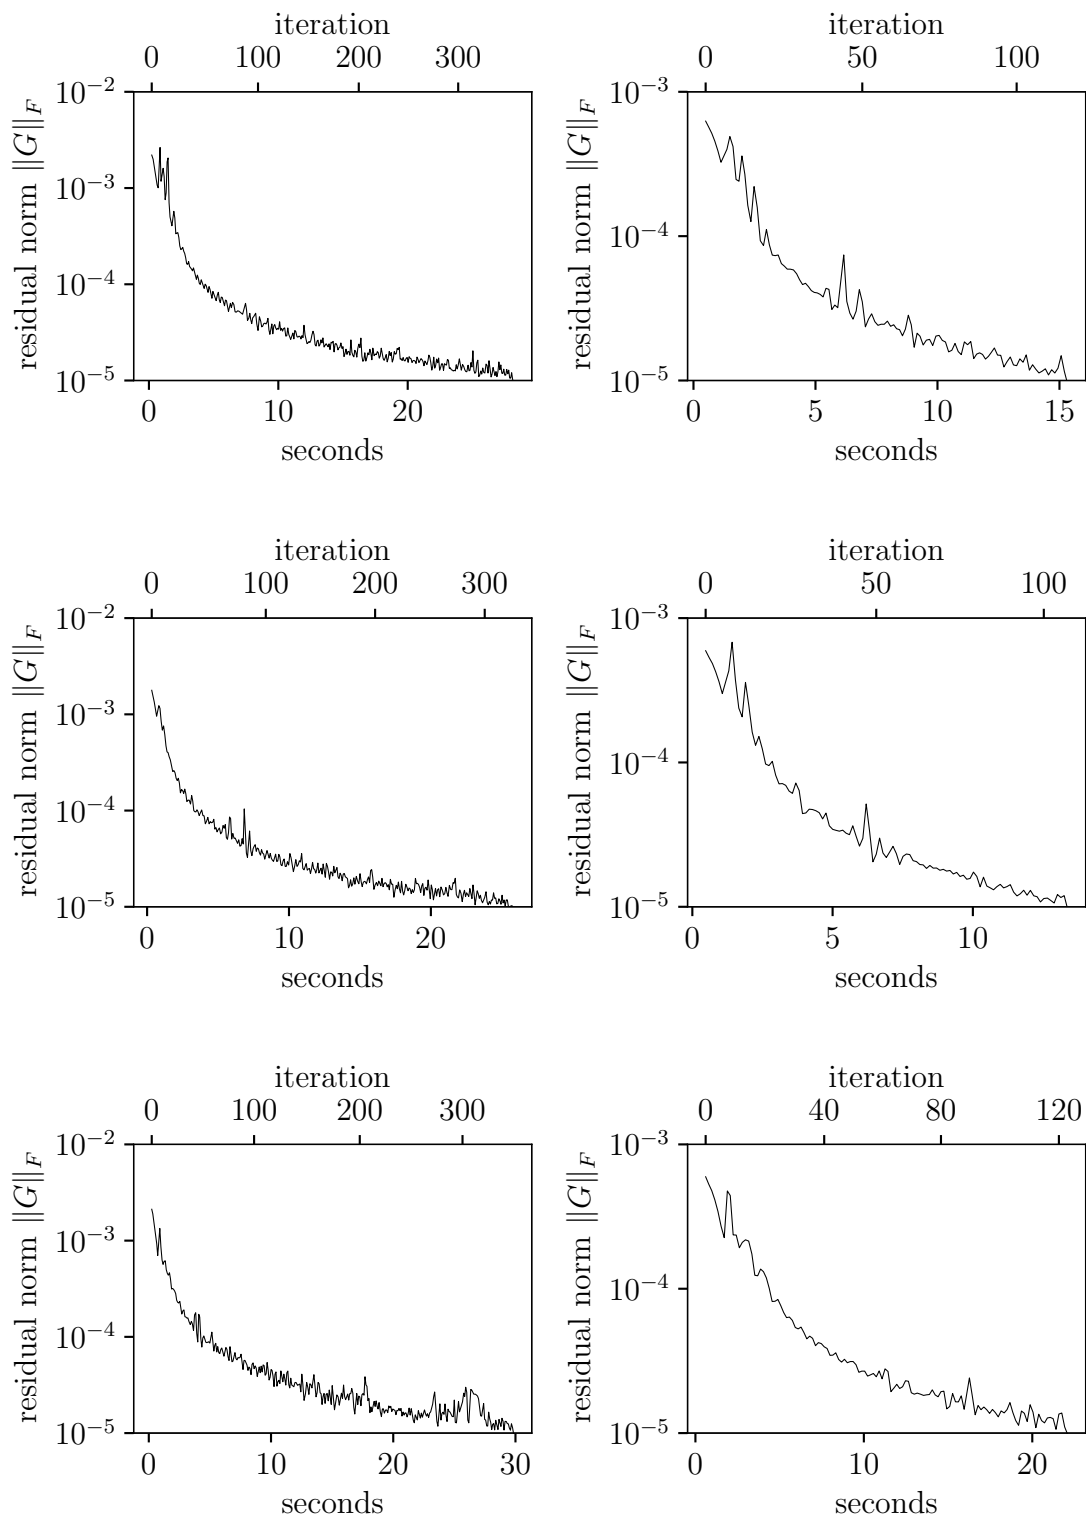 iteration
0 100 200 300
10⁻²
10⁻³
10⁻⁴
10⁻⁵
residual norm ||G||_F
0 10 20
seconds
iteration
0 50 100
10⁻³
10⁻⁴
10⁻⁵
residual norm ||G||_F
0 5 10 15
seconds
iteration
0 100 200 300
10⁻²
10⁻³
10⁻⁴
10⁻⁵
residual norm ||G||_F
0 10 20
seconds
iteration
0 50 100
10⁻³
10⁻⁴
10⁻⁵
residual norm ||G||_F
0 5 10
seconds
iteration
0 100 200 300
10⁻²
10⁻³
10⁻⁴
10⁻⁵
residual norm ||G||_F
0 10 20 30
seconds
iteration
0 40 80 120
10⁻³
10⁻⁴
10⁻⁵
residual norm ||G||_F
0 10 20
seconds